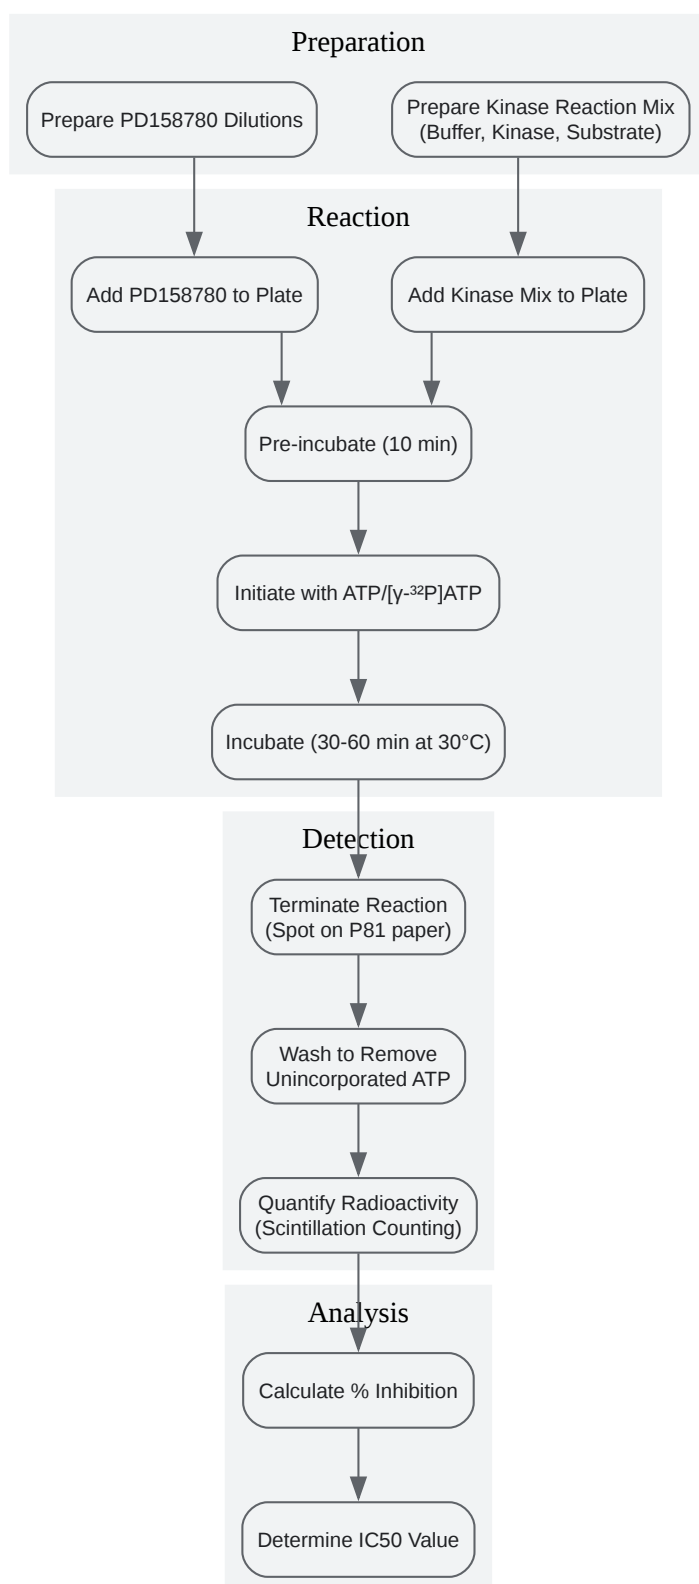 Preparation
Prepare PD158780 Dilutions
Prepare Kinase Reaction Mix
(Buffer, Kinase, Substrate)
Reaction
Add PD158780 to Plate
Add Kinase Mix to Plate
Pre-incubate (10 min)
Initiate with ATP/[γ-³²P]ATP
Incubate (30-60 min at 30°C)
Detection
Terminate Reaction
(Spot on P81 paper)
Wash to Remove
Unincorporated ATP
Quantify Radioactivity
(Scintillation Counting)
Analysis
Calculate % Inhibition
Determine IC50 Value